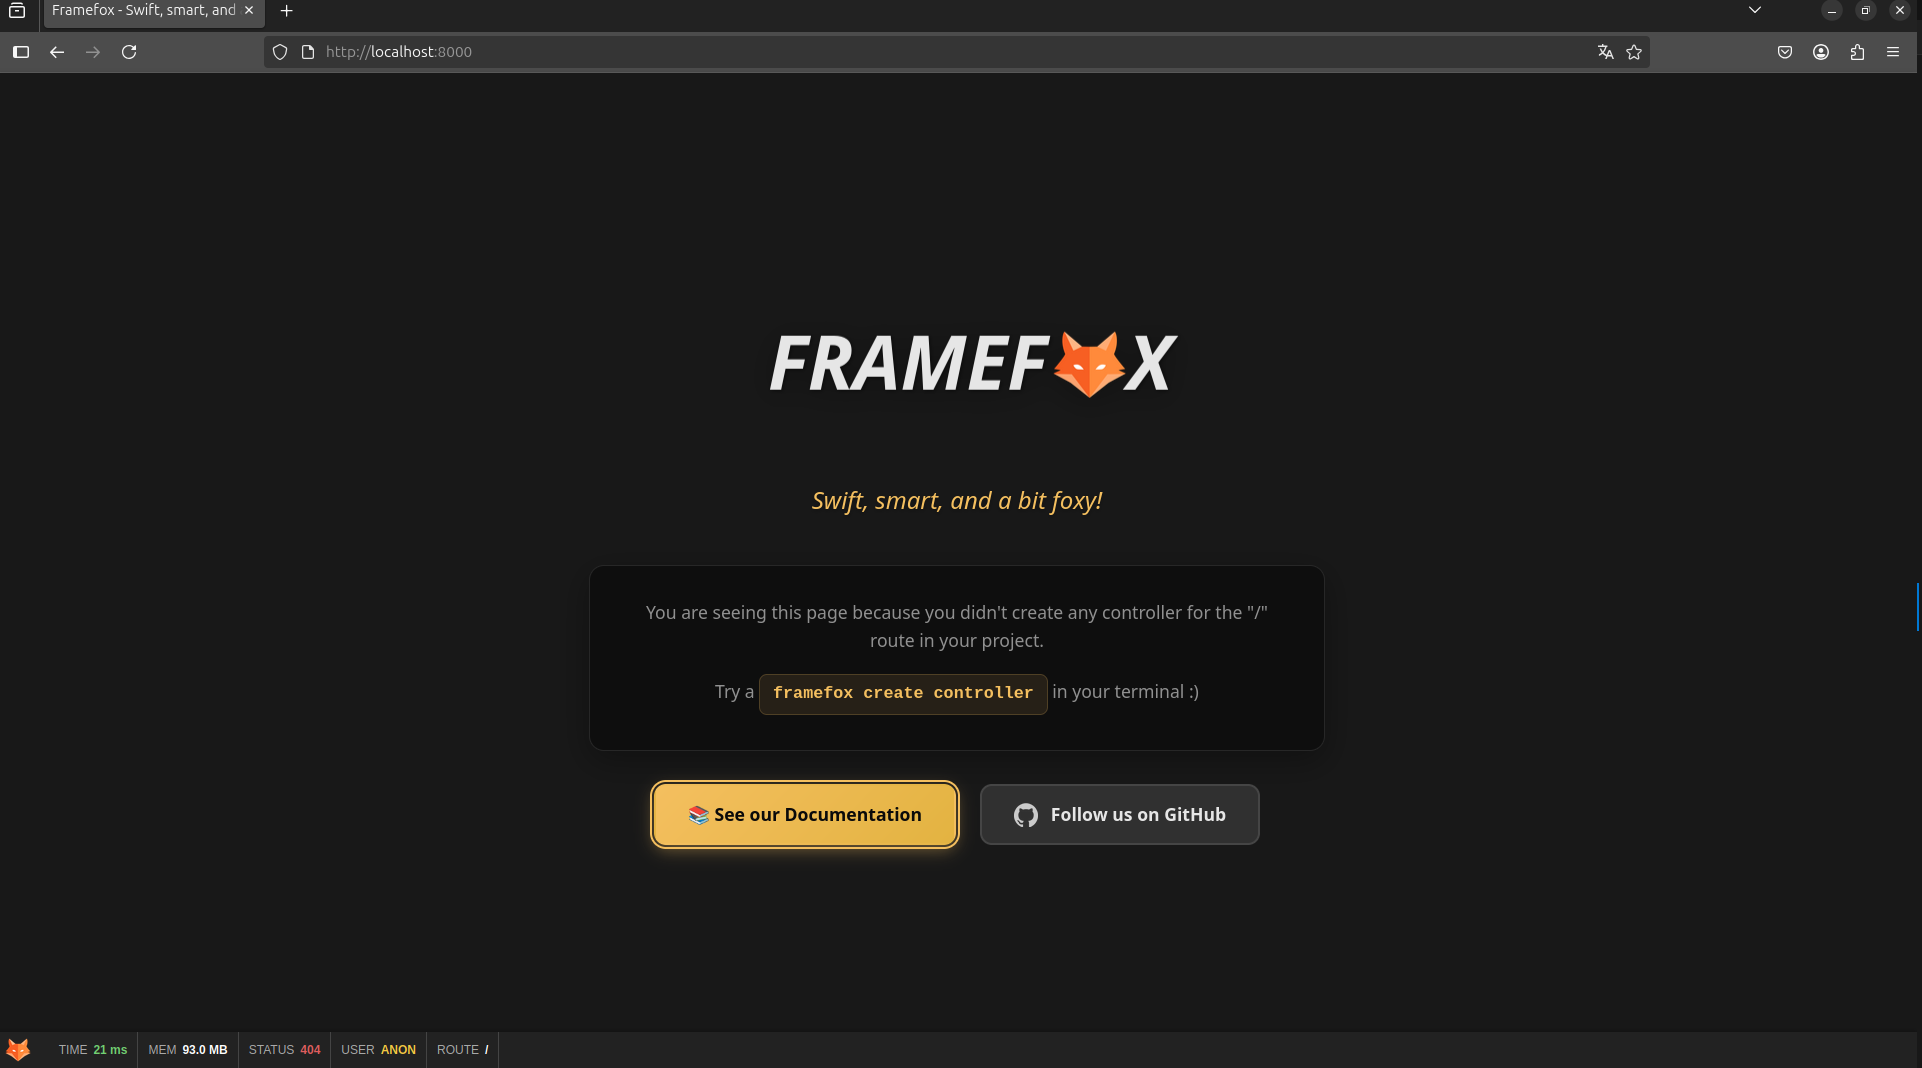 Framefox - Swift, smart, and
http://localhost:8000
FRAMEFOX
Swift, smart, and a bit foxy!
You are seeing this page because you didn't create any controller for the "/"
route in your project.
Try a framefox create controller in your terminal :)
See our Documentation
Follow us on GitHub
TIME 21 ms MEM 93.0 MB STATUS 404 USER ANON ROUTE /